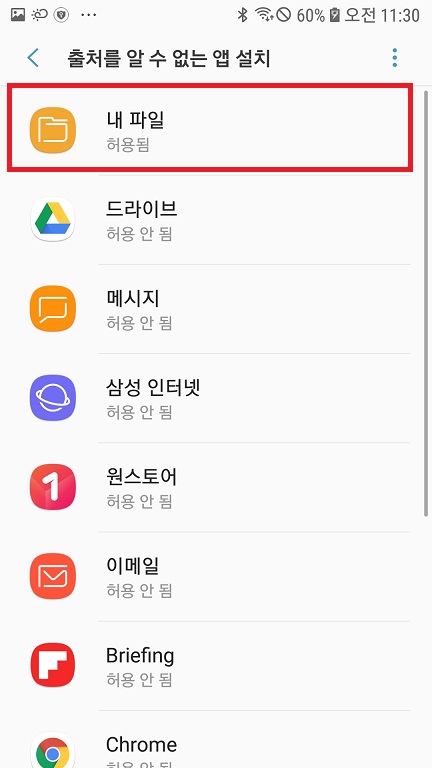 60% 오전 11:30
출처를 알 수 없는 앱 설치
내 파일
허용됨
드라이브
허용 안 됨
메시지
허용 안 됨
삼성 인터넷
허용 안 됨
원스토어
허용 안 됨
이메일
허용 안 됨
Briefing
허용 안 됨
Chrome
허용 안 됨